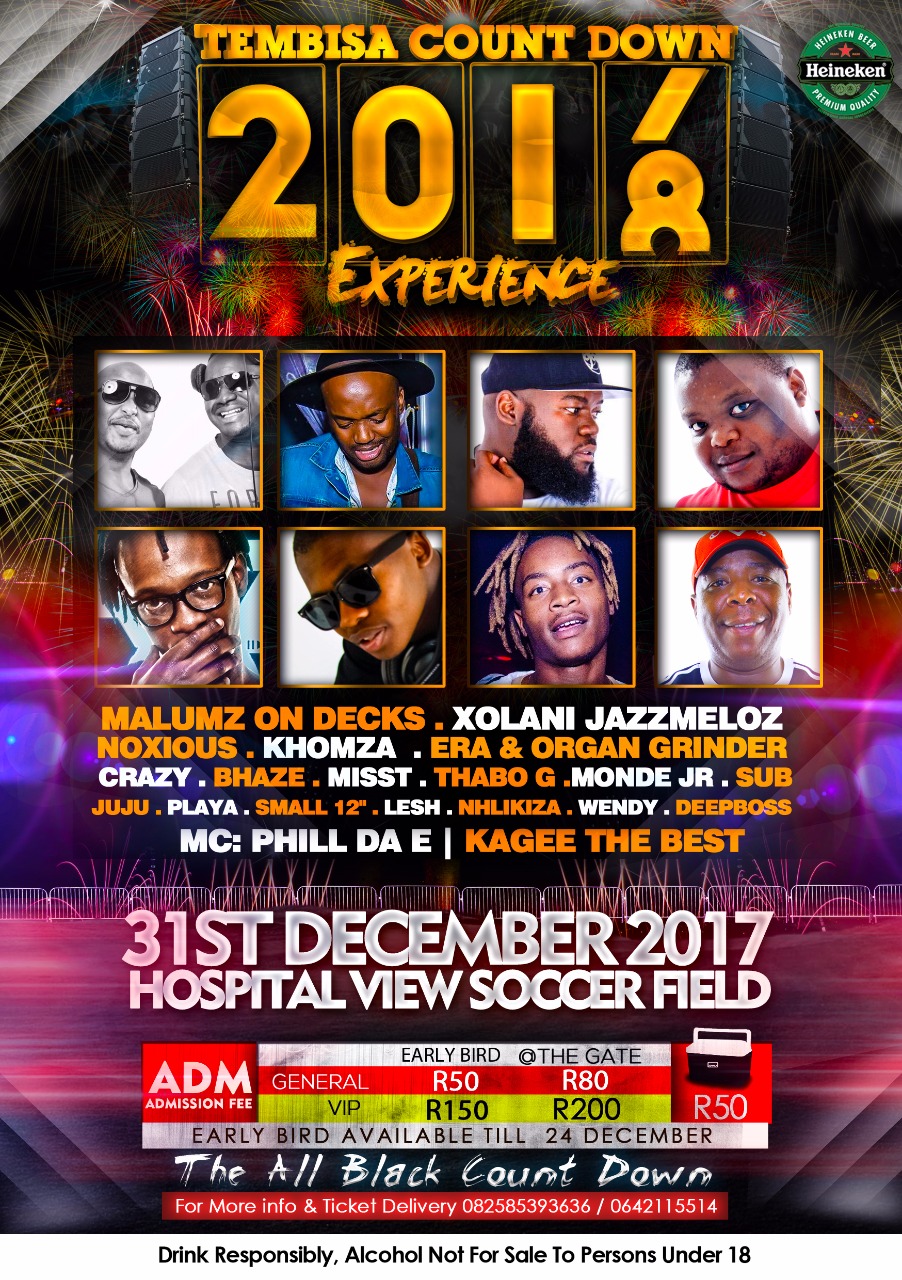 TEMBISA COUNT DOWN
HEINEKEN BEER
Heineken
PREMIUM QUALITY
201 7
8
EXPERIENCE
FOR
MALUMZ ON DECKS . XOLANI JAZZMELOZ
NOXIOUS . KHOMZA . ERA & ORGAN GRINDER
CRAZY . BHAZE . MISST . THABO G .MONDE JR . SUB
JUJU . PLAYA . SMALL 12" . LESH . NHLIKIZA . WENDY . DEEPBOSS
MC: PHILL DA E | KAGEE THE BEST
31ST DECEMBER 2017
HOSPITAL VIEW SOCCER FIELD
EARLY BIRD @THE GATE
ADM GENERAL R50 R80
ADMISSION FEE VIP R150 R200 R50
EARLY BIRD AVAILABLE TILL 24 DECEMBER
The All Black Count Down
For More info & Ticket Delivery 082585393636 / 0642115514
Drink Responsibly, Alcohol Not For Sale To Persons Under 18